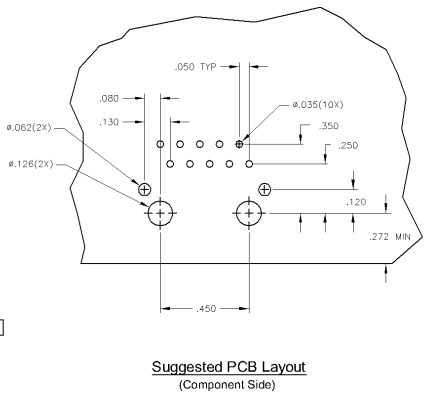 .050 TYP
.080
ø.035(10X)
.130
.350
ø.062(2X)
.250
ø.126(2X)
.120
.272 MIN
.450
Suggested PCB Layout
(Component Side)